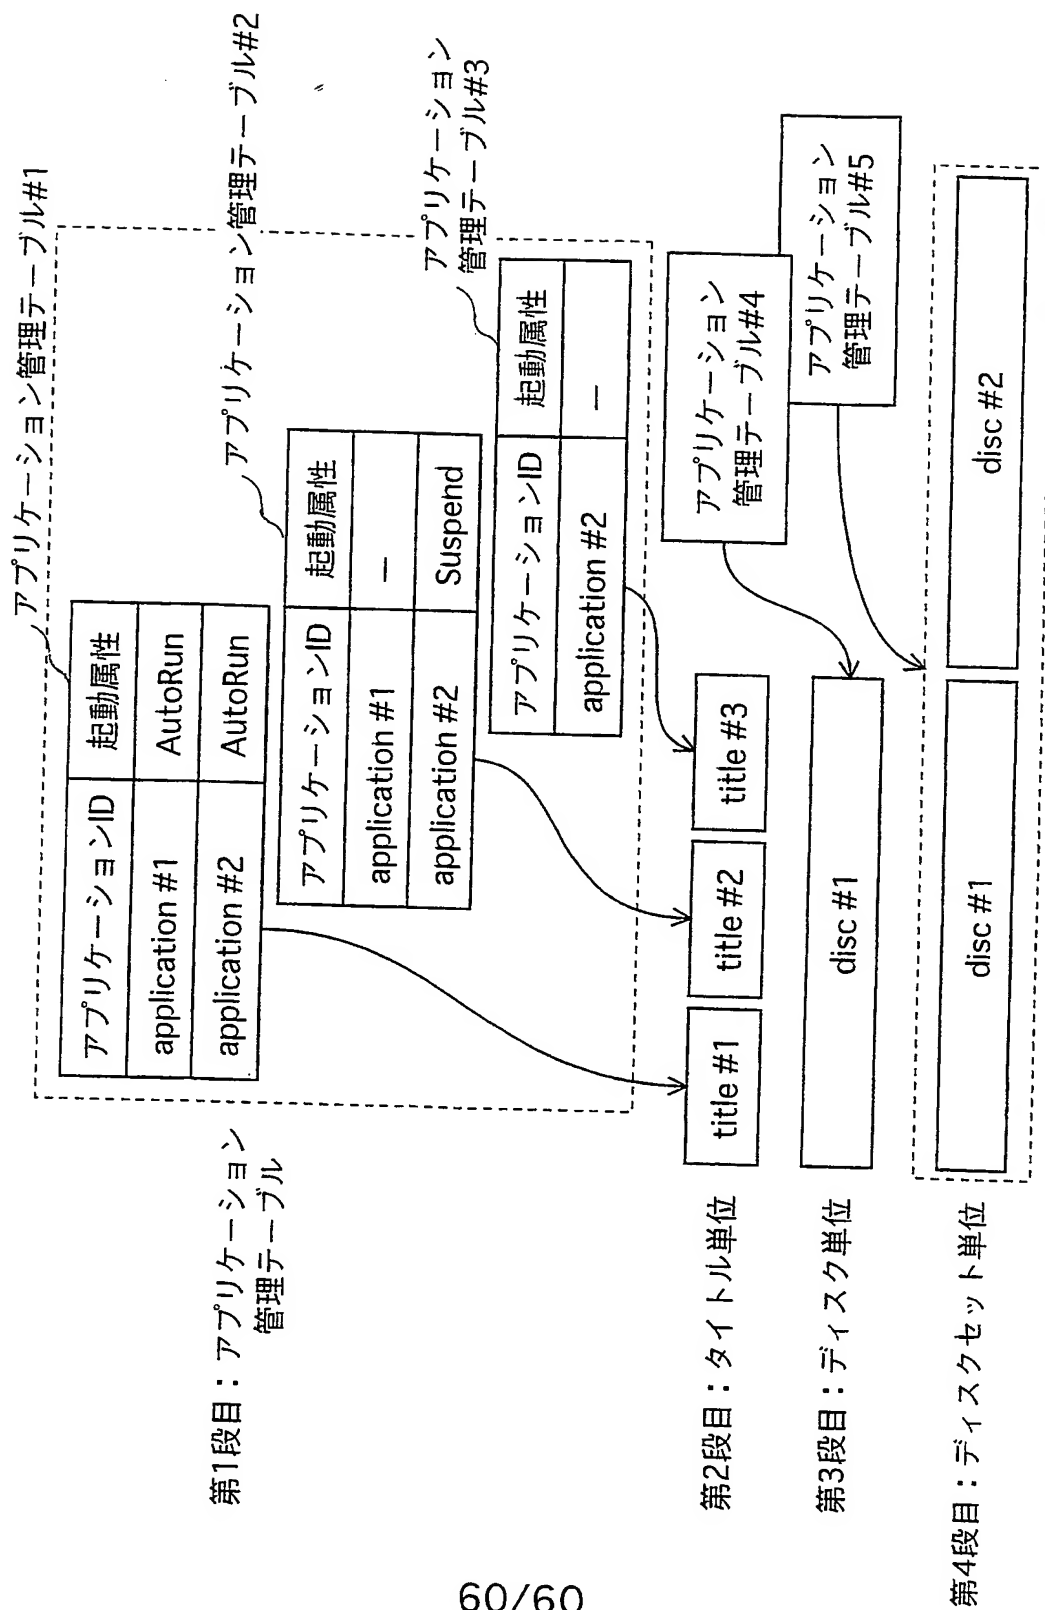 アプリケーション管理テーブル#1
アプリケーション管理テーブル#2
アプリケーション
管理テーブル#3
第1段目：アプリケーション
管理テーブル
アプリケーションID 起動属性
application #1 AutoRun
application #2 AutoRun
アプリケーションID 起動属性
application #1 —
application #2 Suspend
アプリケーションID 起動属性
application #2 —
第2段目：タイトル単位
title #1 title #2 title #3
アプリケーション
管理テーブル#4
第3段目：ディスク単位
disc #1
アプリケーション
管理テーブル#5
第4段目：ディスクセット単位
disc #1 disc #2
60/60